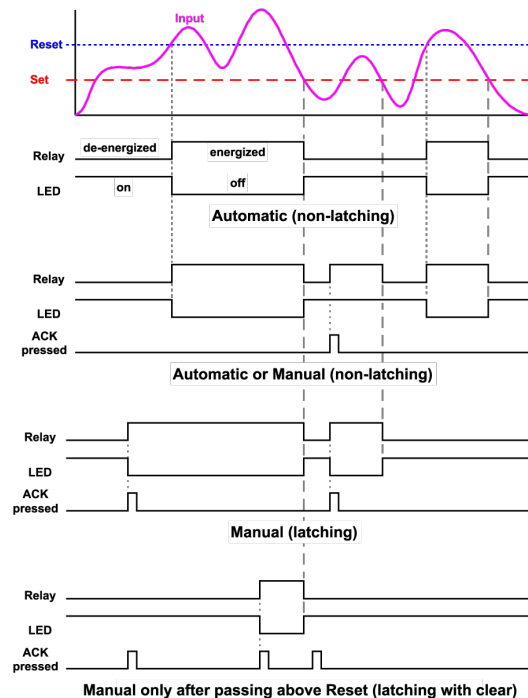 Input
Reset
Set
de-energized
energized
Relay
LED
on
off
Automatic (non-latching)
Relay
LED
ACK
pressed
Automatic or Manual (non-latching)
Relay
LED
ACK
pressed
Manual (latching)
Relay
LED
ACK
pressed
Manual only after passing above Reset (latching with clear)